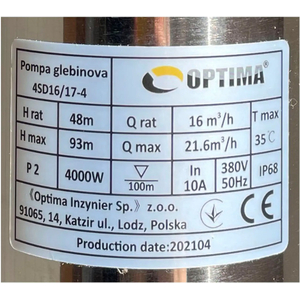 Pompa glebinova
4SD16/17-4
OPTIMA®
H rat 48m Q rat 16 m³/h T max
H max 93m Q max 21.6m³/h 35℃
P 2 4000W 100m In 10A 380V 50Hz IP68
《Optima Inzynier Sp.》 z.o.o.
91065, 14, Katzir ul., Lodz, Polska
CE
Production date:202104